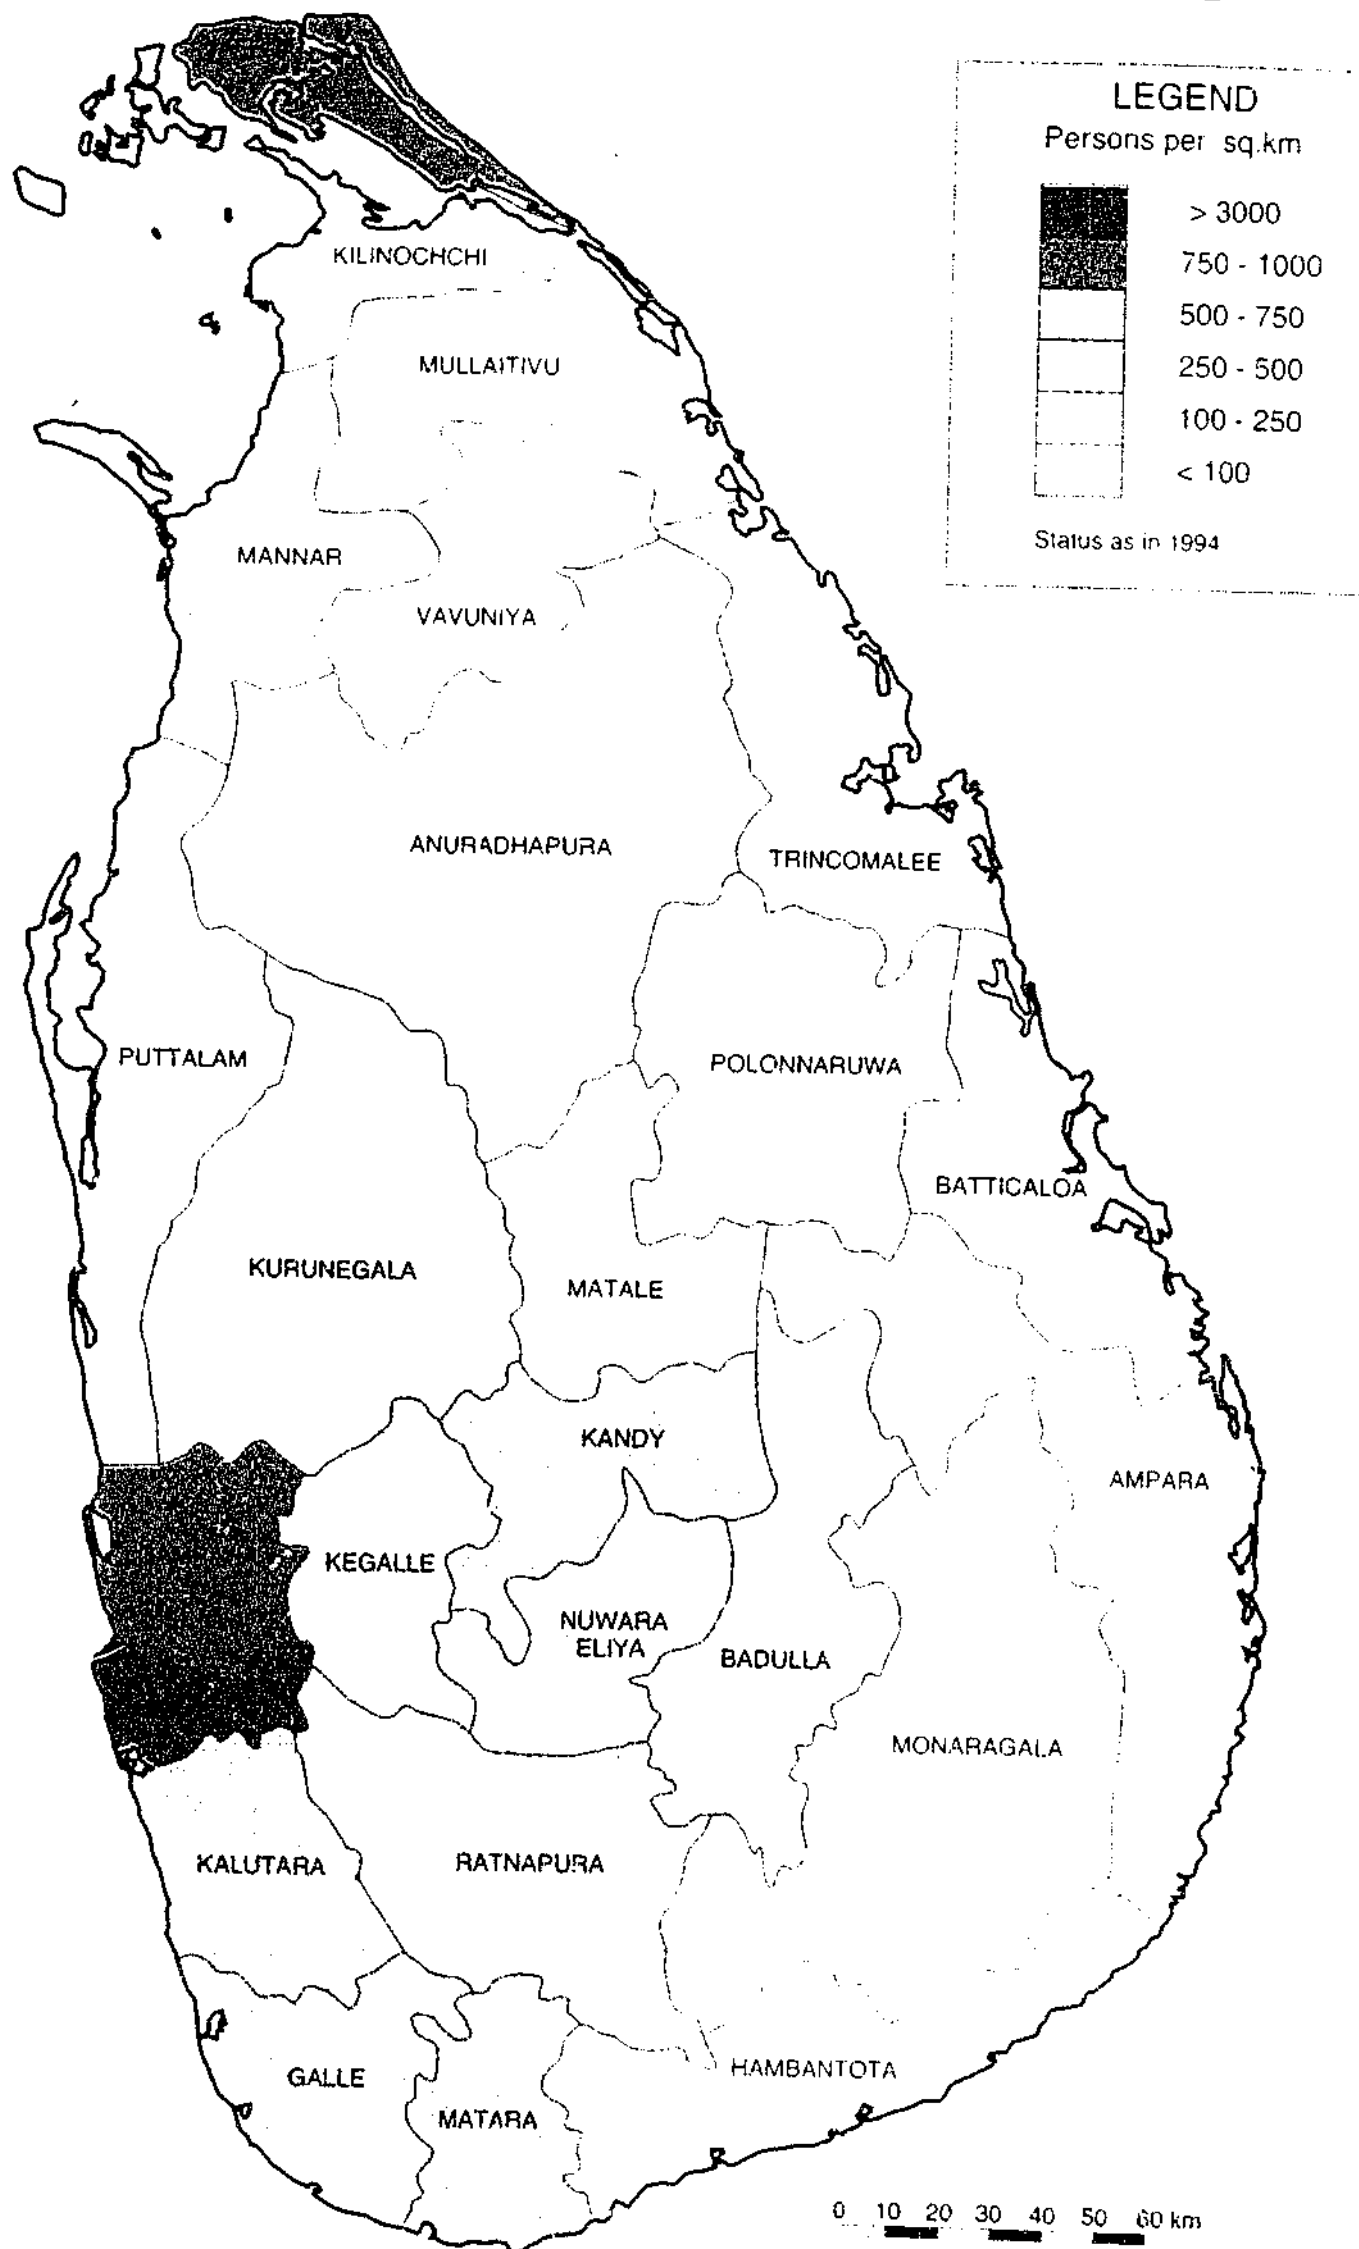 LEGEND
Persons per sq.km
> 3000
750 - 1000
500 - 750
250 - 500
100 - 250
< 100
Status as in 1994
KILINOCHCHI
MULLAITIVU
MANNAR
VAVUNIYA
ANURADHAPURA
TRINCOMALEE
PUTTALAM
POLONNARUWA
BATTICALOA
KURUNEGALA
MATALE
KANDY
AMPARA
KEGALLE
NUWARA
ELIYA
BADULLA
MONARAGALA
KALUTARA
RATNAPURA
HAMBANTOTA
GALLE
MATARA
0 10 20 30 40 50 60 km